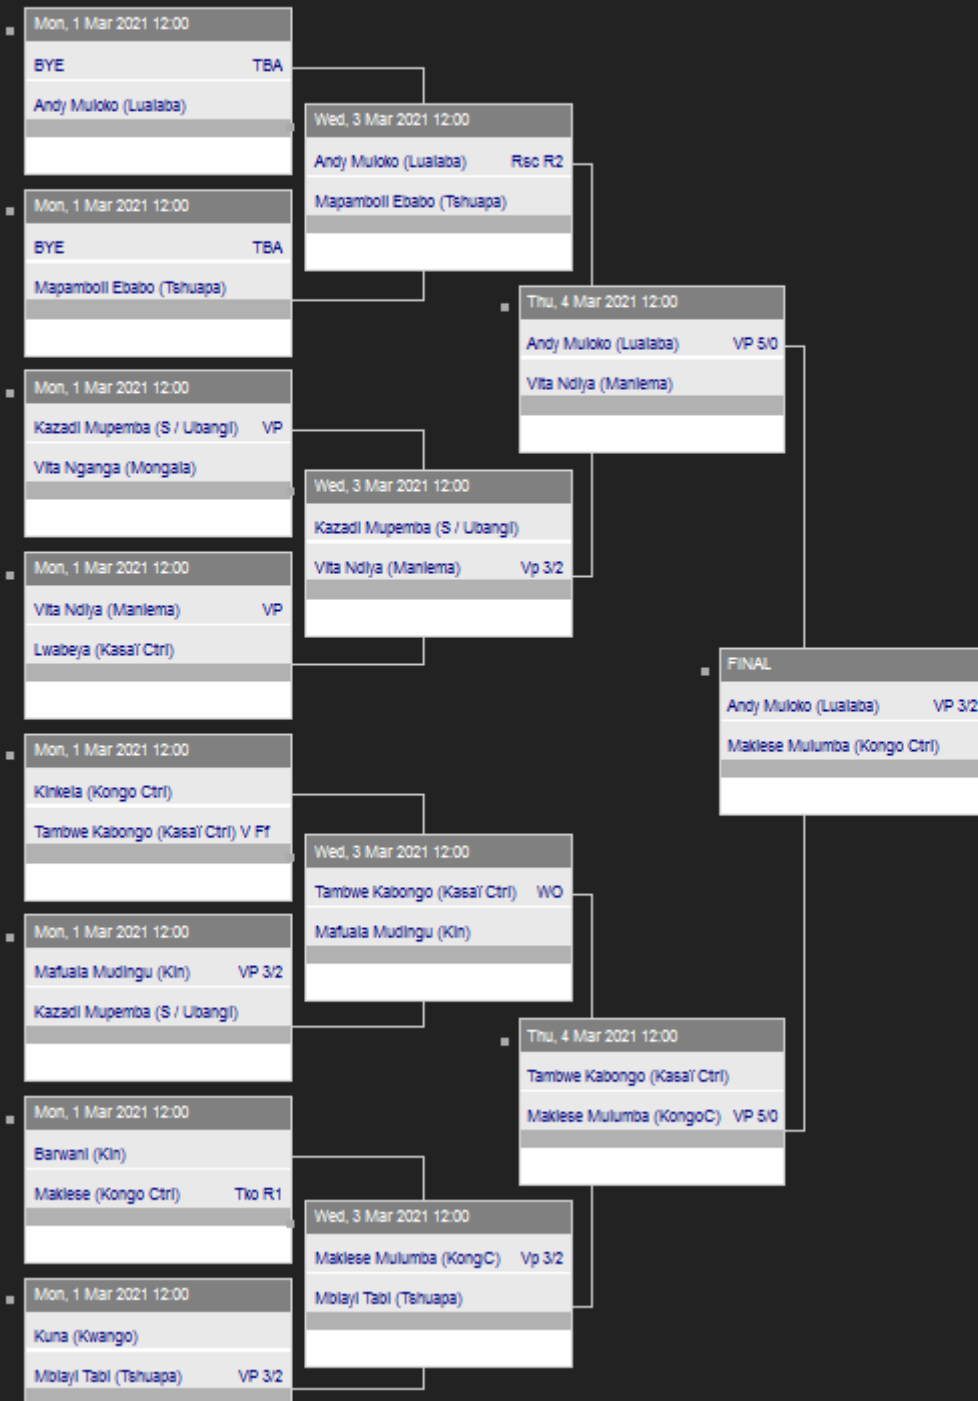 Mon, 1 Mar 2021 12:00
BYE TBA
Andy Muloko (Lualaba)
Mon, 1 Mar 2021 12:00
BYE TBA
Mapamboli Ebabo (Tshuapa)
Mon, 1 Mar 2021 12:00
Kazadi Mupemba (S / Ubangi) VP
Vita Nganga (Mongala)
Mon, 1 Mar 2021 12:00
Vita Ndiya (Maniema) VP
Lwabeya (Kasaï Ctrl)
Mon, 1 Mar 2021 12:00
Kinkela (Kongo Ctrl)
Tambwe Kabongo (Kasaï Ctrl) V Ff
Mon, 1 Mar 2021 12:00
Mafuala Mudingu (Kin) VP 3/2
Kazadi Mupemba (S / Ubangi)
Mon, 1 Mar 2021 12:00
Barwani (Kin)
Makiese (Kongo Ctrl) Tko R1
Mon, 1 Mar 2021 12:00
Kuna (Kwango)
Mbiayi Tabi (Tshuapa) VP 3/2
Wed, 3 Mar 2021 12:00
Andy Muloko (Lualaba) Rsc R2
Mapamboli Ebabo (Tshuapa)
Wed, 3 Mar 2021 12:00
Kazadi Mupemba (S / Ubangi)
Vita Ndiya (Maniema) Vp 3/2
Wed, 3 Mar 2021 12:00
Tambwe Kabongo (Kasaï Ctrl) WO
Mafuala Mudingu (Kin)
Wed, 3 Mar 2021 12:00
Makiese Mulumba (KongC) Vp 3/2
Mbiayi Tabi (Tshuapa)
Thu, 4 Mar 2021 12:00
Andy Muloko (Lualaba) VP 5/0
Vita Ndiya (Maniema)
Thu, 4 Mar 2021 12:00
Tambwe Kabongo (Kasaï Ctrl)
Makiese Mulumba (KongoC) VP 5/0
FINAL
Andy Muloko (Lualaba) VP 3/2
Makiese Mulumba (Kongo Ctrl)